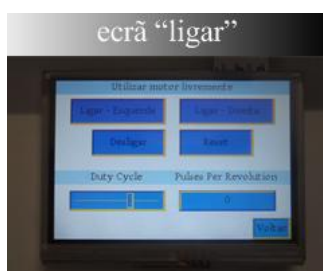 ecrã “ligar”
Utilizar motor livremente
Ligar - Esquerda Ligar - Direita
Desligar Reset
Duty Cycle Pulses Per Revolution
0
Voltar